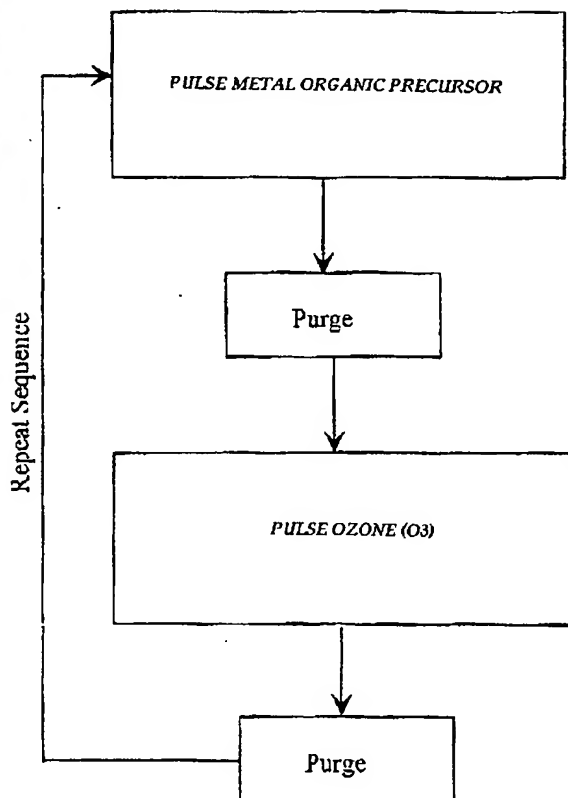 PULSE METAL ORGANIC PRECURSOR
Purge
Repeat Sequence
PULSE OZONE (O3)
Purge